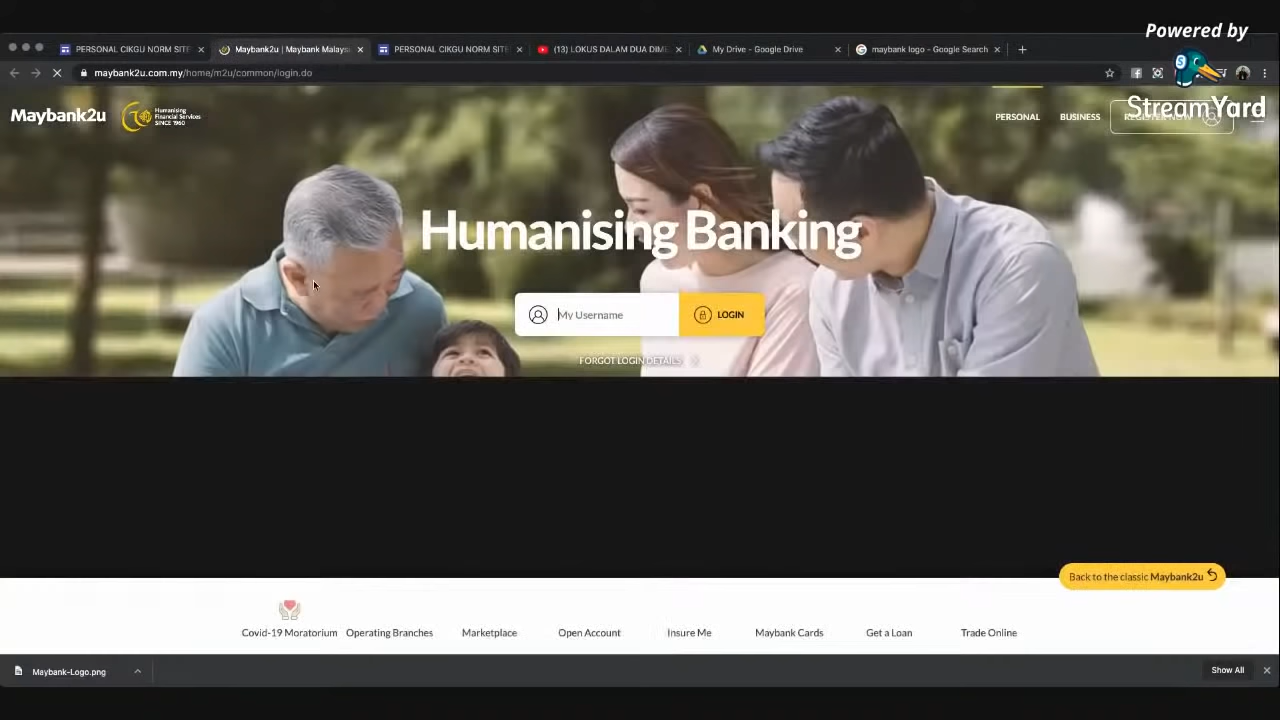 Powered by
StreamYard
PERSONAL CIKGU NORM SITE
Maybank2u | Maybank Malays
PERSONAL CIKGU NORM SITE
(13) LOKUS DALAM DUA DIM
My Drive - Google Drive
maybank logo - Google Search
maybank2u.com.my/home/m2u/common/login.do
Maybank2u
Humanising
Financial Services
SINCE 1960
PERSONAL
BUSINESS
REGISTER NOW
Humanising Banking
My Username
LOGIN
FORGOT LOGIN DETAILS
Back to the classic Maybank2u
Covid-19 Moratorium
Operating Branches
Marketplace
Open Account
Insure Me
Maybank Cards
Get a Loan
Trade Online
Maybank-Logo.png
Show All